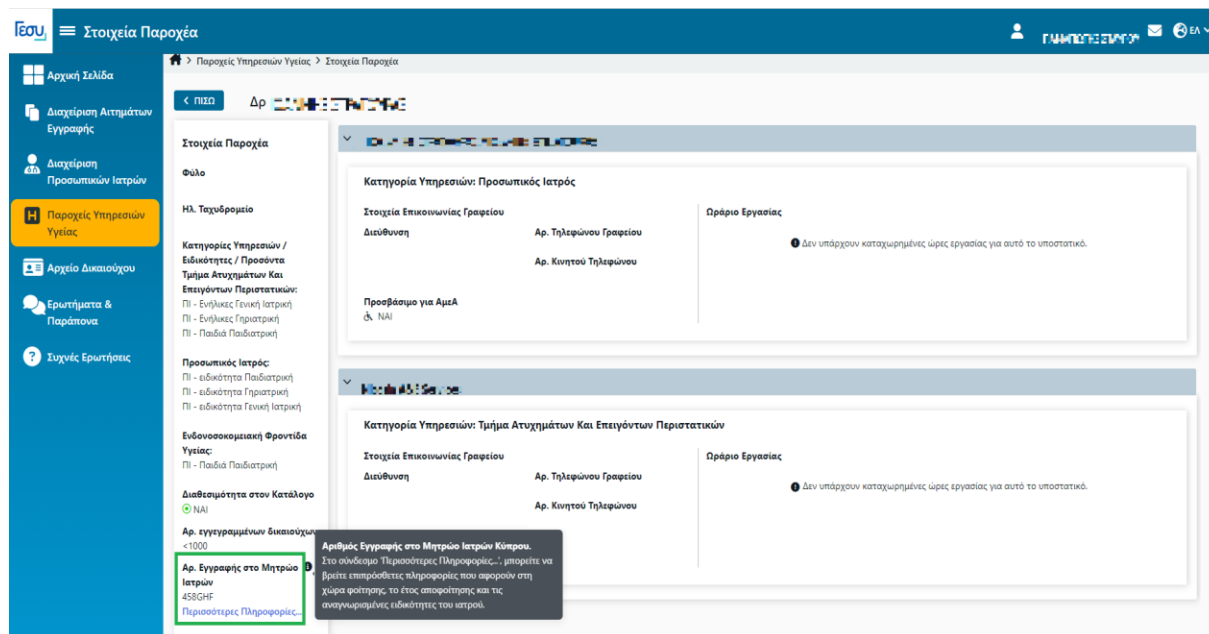 Γεσυ
Στοιχεία Παροχέα
ΕΛ
Αρχική Σελίδα
Διαχείριση Αιτημάτων
Εγγραφής
Διαχείριση
Προσωπικών Ιατρών
Παροχείς Υπηρεσιών
Υγείας
Αρχείο Δικαιούχου
Ερωτήματα &
Παράπονα
Συχνές Ερωτήσεις
> Παροχείς Υπηρεσιών Υγείας > Στοιχεία Παροχέα
< ΠΙΣΩ
Δρ
Στοιχεία Παροχέα
Φύλο
Ηλ. Ταχυδρομείο
Κατηγορίες Υπηρεσιών /
Ειδικότητες / Προσόντα
Τμήμα Ατυχημάτων Και
Επειγόντων Περιστατικών:
ΠΙ - Ενήλικες Γενική Ιατρική
ΠΙ - Ενήλικες Γηριατρική
ΠΙ - Παιδιά Παιδιατρική
Προσωπικός Ιατρός:
ΠΙ - ειδικότητα Παιδιατρική
ΠΙ - ειδικότητα Γηριατρική
ΠΙ - ειδικότητα Γενική Ιατρική
Ενδονοσοκομειακή Φροντίδα
Υγείας:
ΠΙ - Παιδιά Παιδιατρική
Διαθεσιμότητα στον Κατάλογο
ΝΑΙ
Αρ. εγγεγραμμένων δικαιούχων
<1000
Αρ. Εγγραφής στο Μητρώο
Ιατρών
458GHF
Περισσότερες Πληροφορίες...
Αριθμός Εγγραφής στο Μητρώο Ιατρών Κύπρου.
Στο σύνδεσμο 'Περισσότερες Πληροφορίες...', μπορείτε να
βρείτε επιπρόσθετες πληροφορίες που αφορούν στη
χώρα φοίτησης, το έτος αποφοίτησης και τις
αναγνωρισμένες ειδικότητες του ιατρού.
Κατηγορία Υπηρεσιών: Προσωπικός Ιατρός
Στοιχεία Επικοινωνίας Γραφείου
Ωράριο Εργασίας
Διεύθυνση
Αρ. Τηλεφώνου Γραφείου
Δεν υπάρχουν καταχωρημένες ώρες εργασίας για αυτό το υποστατικό.
Αρ. Κινητού Τηλεφώνου
Προσβάσιμο για ΑμεΑ
ΝΑΙ
Κατηγορία Υπηρεσιών: Τμήμα Ατυχημάτων Και Επειγόντων Περιστατικών
Στοιχεία Επικοινωνίας Γραφείου
Ωράριο Εργασίας
Διεύθυνση
Αρ. Τηλεφώνου Γραφείου
Δεν υπάρχουν καταχωρημένες ώρες εργασίας για αυτό το υποστατικό.
Αρ. Κινητού Τηλεφώνου